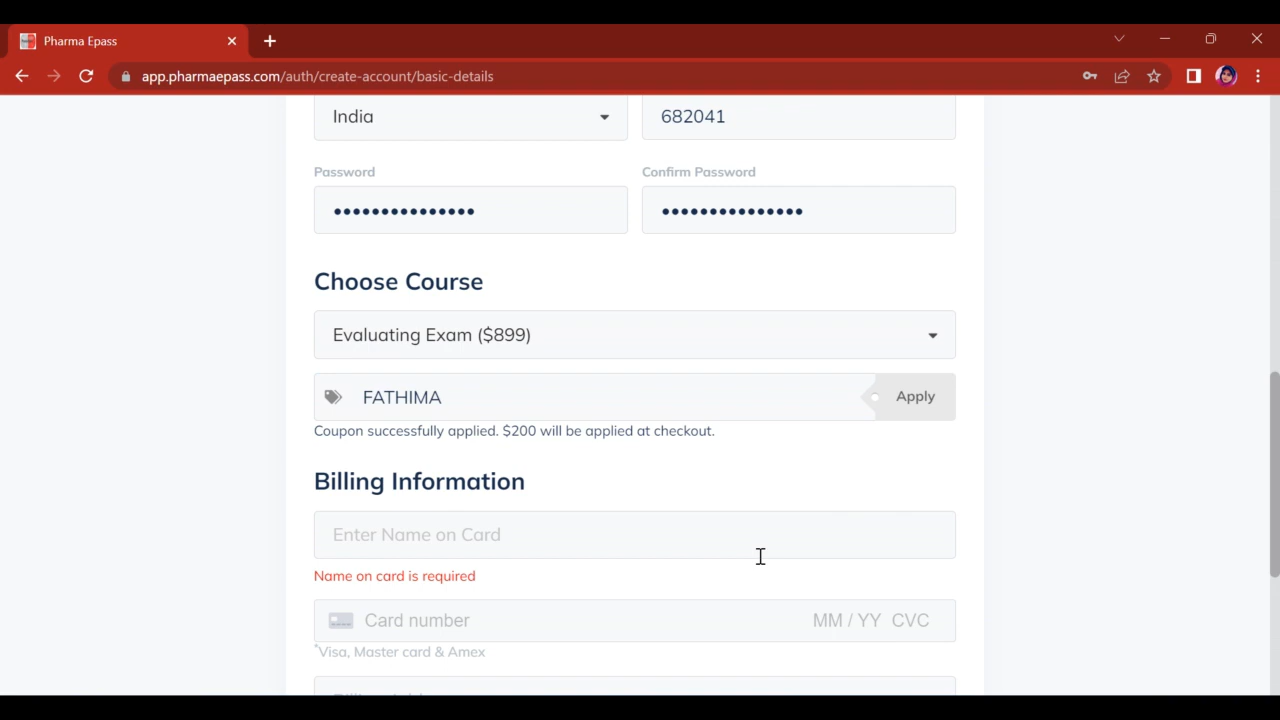 Pharma Epass
app.pharmaepass.com/auth/create-account/basic-details
India
682041
Password
Confirm Password
•••••••••••••••
•••••••••••••••
Choose Course
Evaluating Exam ($899)
FATHIMA
Apply
Coupon successfully applied. $200 will be applied at checkout.
Billing Information
Enter Name on Card
Name on card is required
Card number MM / YY CVC
*Visa, Master card & Amex